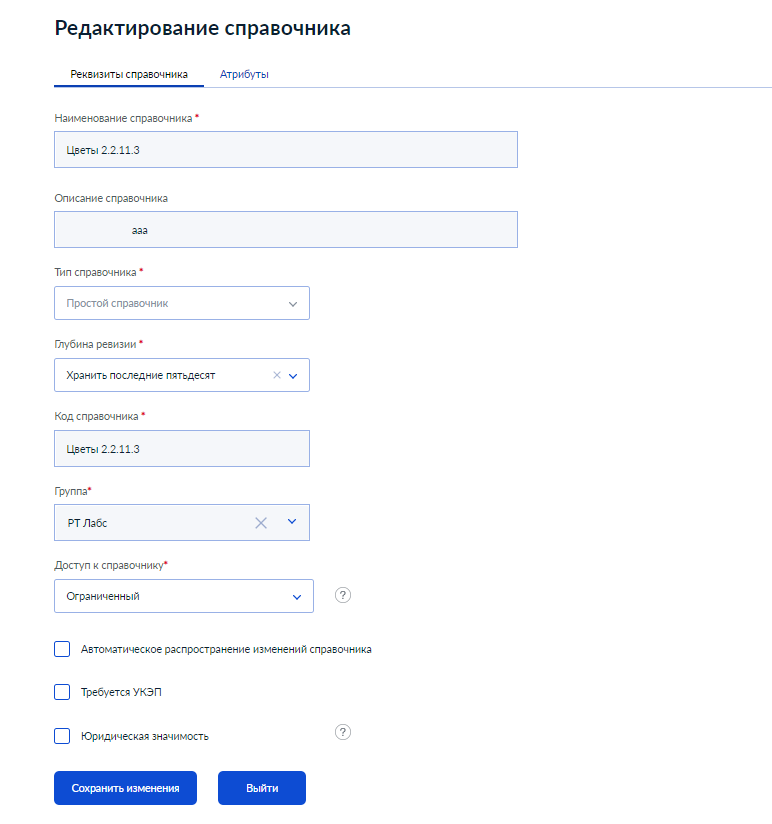 Редактирование справочника
Реквизиты справочника Атрибуты
Наименование справочника *
Цветы 2.2.11.3
Описание справочника
ааа
Тип справочника *
Простой справочник
Глубина ревизии *
Хранить последние пятьдесят
Код справочника *
Цветы 2.2.11.3
Группа*
РТ Лабс
Доступ к справочнику*
Ограниченный ?
Автоматическое распространение изменений справочника
Требуется УКЭП
Юридическая значимость ?
Сохранить изменения Выйти